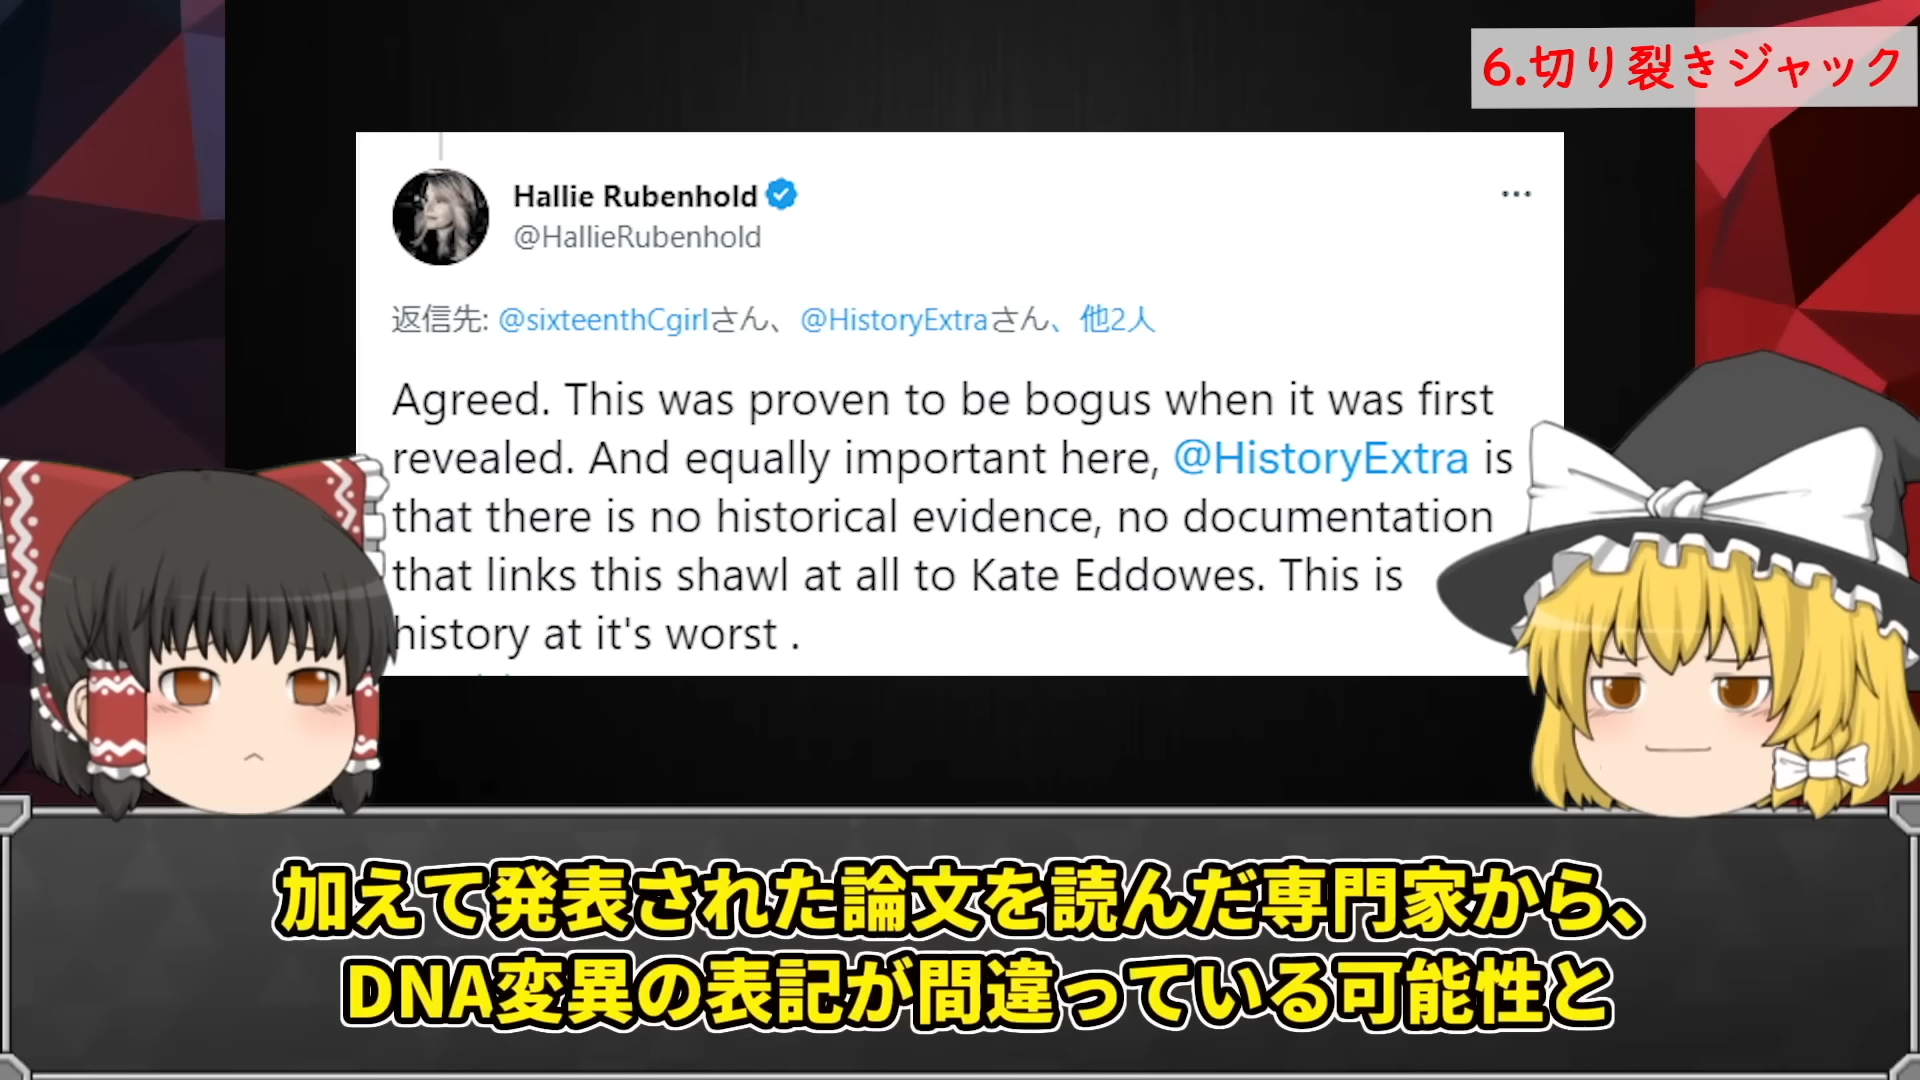 6.切り裂きジャック
Hallie Rubenhold
@HallieRubenhold
返信先: @sixteenthCgirlさん、@HistoryExtraさん、他2人
Agreed. This was proven to be bogus when it was first
revealed. And equally important here, @HistoryExtra is
that there is no historical evidence, no documentation
that links this shawl at all to Kate Eddowes. This is
history at it's worst .
加えて発表された論文を読んだ専門家から、
DNA変異の表記が間違っている可能性と